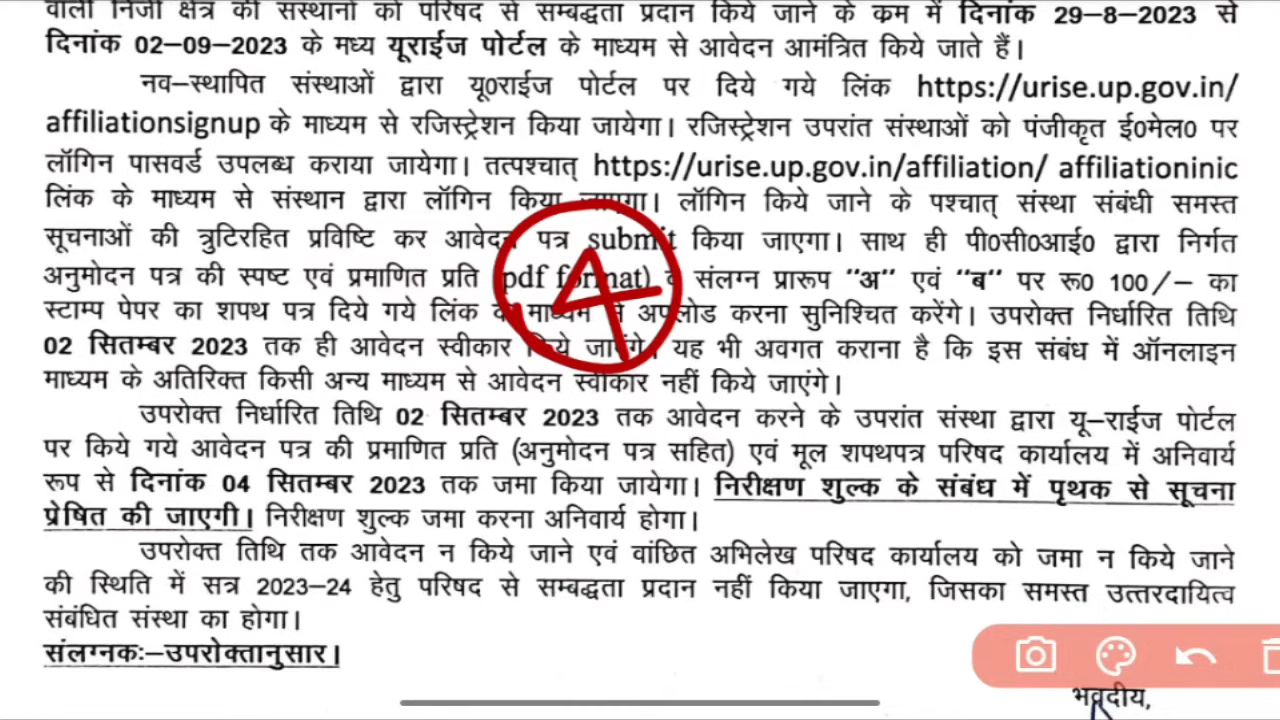 वाली निजी क्षेत्र की संस्थानों को परिषद से सम्बद्धता प्रदान किये जाने के क्रम में दिनांक 29-8-2023 से
दिनांक 02-09-2023 के मध्य यूराईज पोर्टल के माध्यम से आवेदन आमंत्रित किये जाते हैं।
नव-स्थापित संस्थाओं द्वारा यू0राईज पोर्टल पर दिये गये लिंक https://urise.up.gov.in/
affiliationsignup के माध्यम से रजिस्ट्रेशन किया जायेगा। रजिस्ट्रेशन उपरांत संस्थाओं को पंजीकृत ई0मेल0 पर
लॉगिन पासवर्ड उपलब्ध कराया जायेगा। तत्पश्चात् https://urise.up.gov.in/affiliation/ affiliationinic
लिंक के माध्यम से संस्थान द्वारा लॉगिन किया जाएगा। लॉगिन किये जाने के पश्चात् संस्था संबंधी समस्त
सूचनाओं की त्रुटिरहित प्रविष्टि कर आवेदन पत्र submit किया जाएगा। साथ ही पी0सी0आई0 द्वारा निर्गत
अनुमोदन पत्र की स्पष्ट एवं प्रमाणित प्रति (pdf format) व संलग्न प्रारूप "अ" एवं "ब" पर रू0 100/- का
स्टाम्प पेपर का शपथ पत्र दिये गये लिंक के माध्यम से अपलोड करना सुनिश्चित करेंगे। उपरोक्त निर्धारित तिथि
02 सितम्बर 2023 तक ही आवेदन स्वीकार किये जाएंगे। यह भी अवगत कराना है कि इस संबंध में ऑनलाइन
माध्यम के अतिरिक्त किसी अन्य माध्यम से आवेदन स्वीकार नहीं किये जाएंगे।
4
उपरोक्त निर्धारित तिथि 02 सितम्बर 2023 तक आवेदन करने के उपरांत संस्था द्वारा यू-राईज पोर्टल
पर किये गये आवेदन पत्र की प्रमाणित प्रति (अनुमोदन पत्र सहित) एवं मूल शपथपत्र परिषद कार्यालय में अनिवार्य
रूप से दिनांक 04 सितम्बर 2023 तक जमा किया जायेगा। निरीक्षण शुल्क के संबंध में पृथक से सूचना
प्रेषित की जाएगी। निरीक्षण शुल्क जमा करना अनिवार्य होगा।
उपरोक्त तिथि तक आवेदन न किये जाने एवं वांछित अभिलेख परिषद कार्यालय को जमा न किये जाने
की स्थिति में सत्र 2023-24 हेतु परिषद से सम्बद्धता प्रदान नहीं किया जाएगा, जिसका समस्त उत्तरदायित्व
संबंधित संस्था का होगा।
संलग्नकः-उपरोक्तानुसार।
भवदीय,